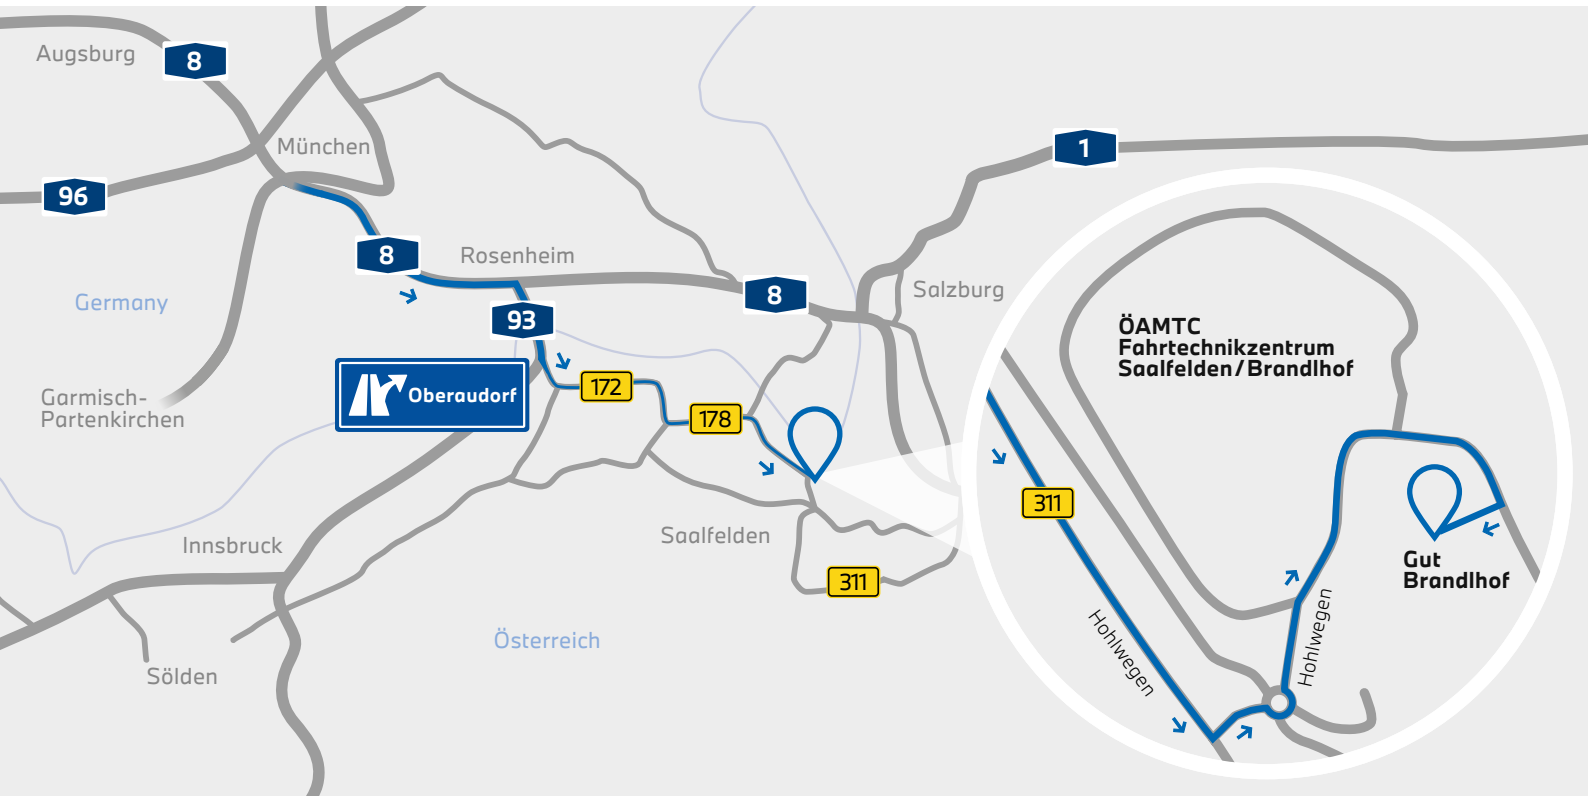 Augsburg
8
München
96
1
8
Rosenheim
8
Salzburg
Germany
93
Oberaudorf
172
178
Garmisch-
Partenkirchen
Innsbruck
Saalfelden
311
Österreich
Sölden
ÖAMTC
Fahrtechnikzentrum
Saalfelden/Brandlhof
311
Gut
Brandlhof
Hohlwegen
Hohlwegen